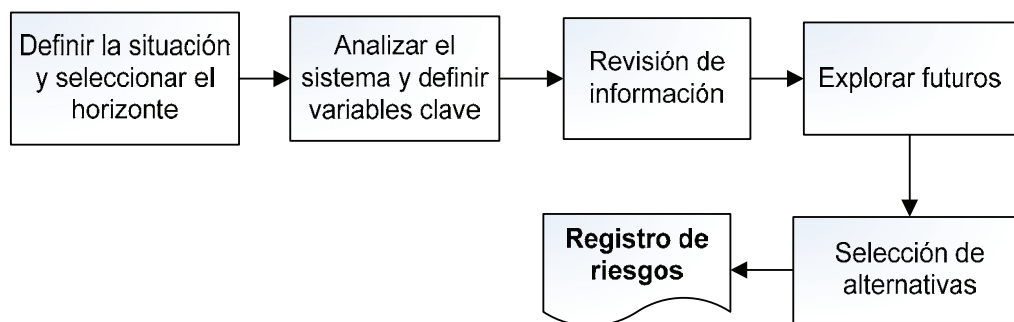 Definir la situación
y seleccionar el
horizonte
Analizar el
sistema y definir
variables clave
Revisión de
información
Explorar futuros
Selección de
alternativas
Registro de
riesgos